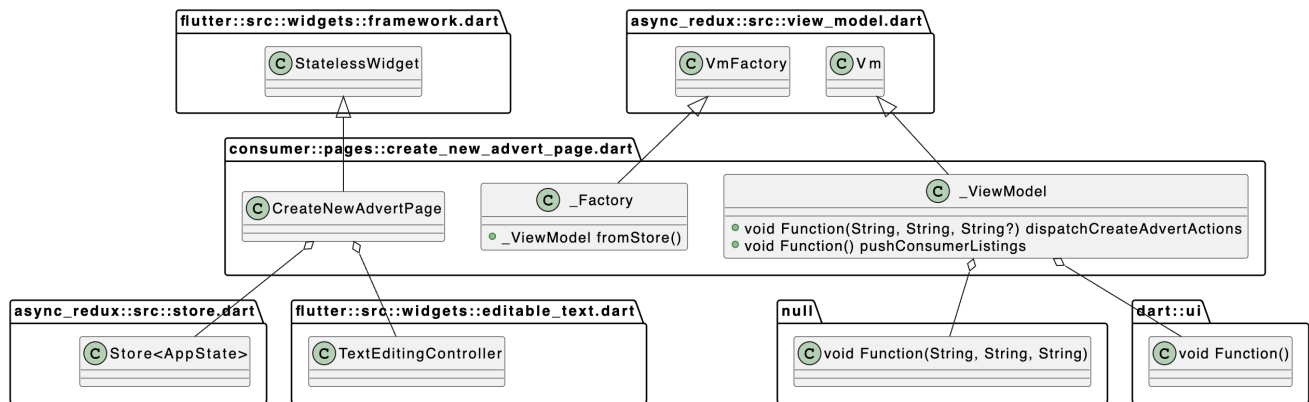 flutter::src::widgets::framework.dart
async_redux::src::view_model.dart
C StatelessWidget
C VmFactory
C Vm
consumer::pages::create_new_advert_page.dart
C CreateNewAdvertPage
C _Factory
_ViewModel fromStore()
C _ViewModel
void Function(String, String, String?) dispatchCreateAdvertActions
void Function() pushConsumerListings
async_redux::src::store.dart
flutter::src::widgets::editable_text.dart
null
dart::ui
C Store<AppState>
C TextEditingController
C void Function(String, String, String)
C void Function()